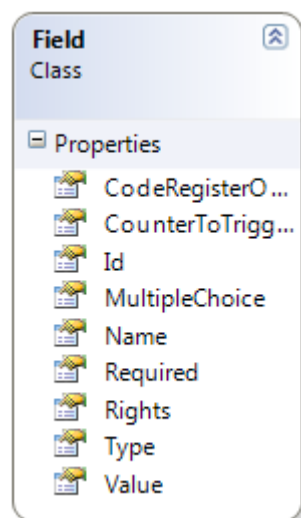 Field
Class
Properties
CodeRegisterO...
CounterToTrigg...
Id
MultipleChoice
Name
Required
Rights
Type
Value